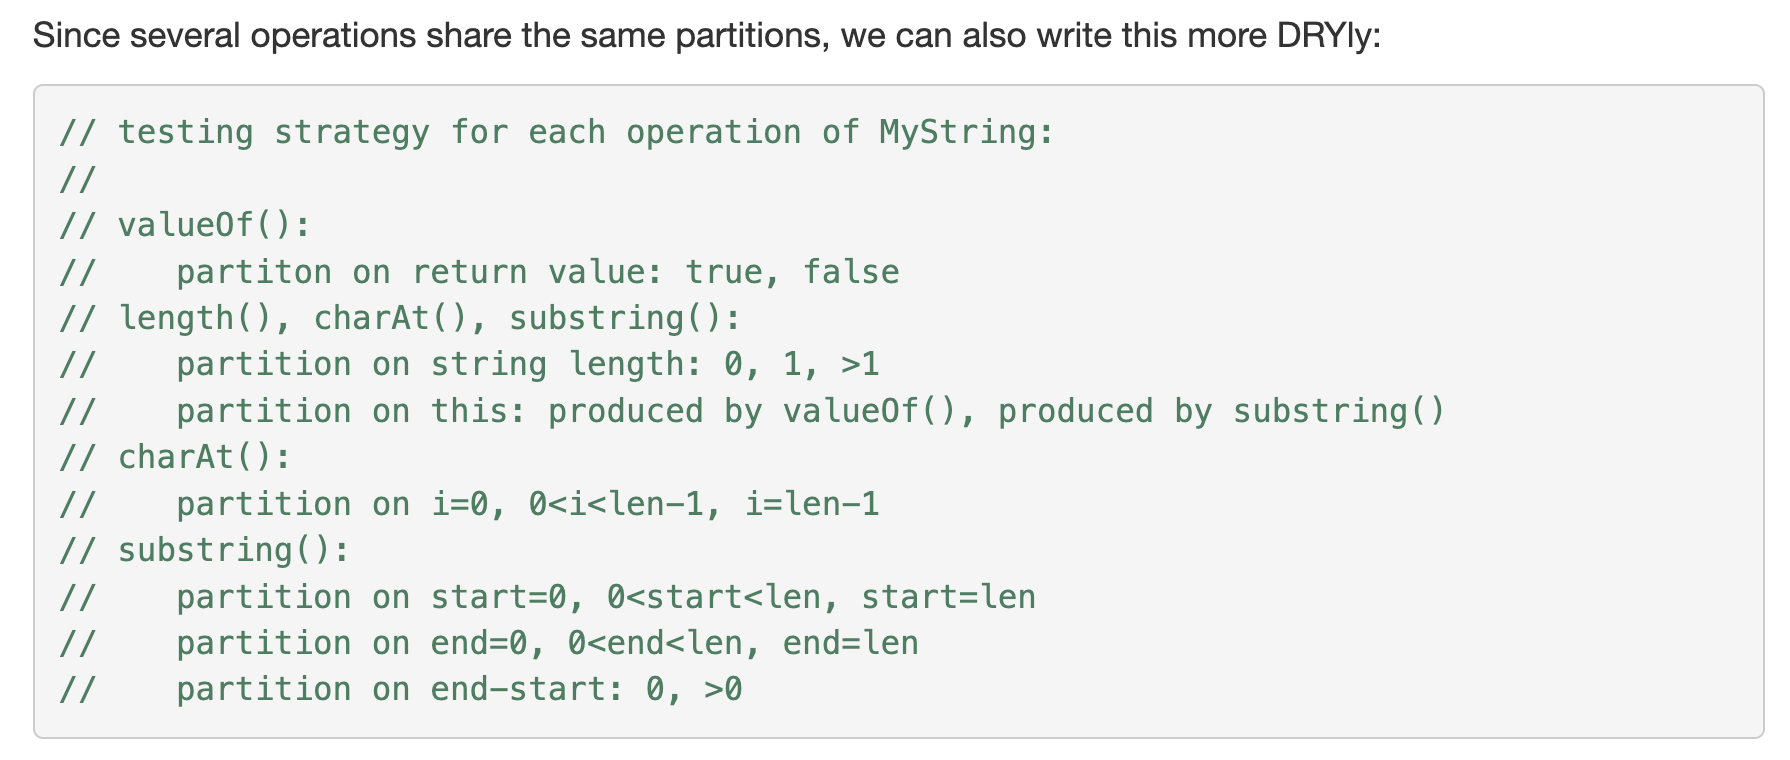 Since several operations share the same partitions, we can also write this more DRYly:
// testing strategy for each operation of MyString:
//
// valueOf():
//    partiton on return value: true, false
// length(), charAt(), substring():
//    partition on string length: 0, 1, >1
//    partition on this: produced by valueOf(), produced by substring()
// charAt():
//    partition on i=0, 0<i<len-1, i=len-1
// substring():
//    partition on start=0, 0<start<len, start=len
//    partition on end=0, 0<end<len, end=len
//    partition on end-start: 0, >0